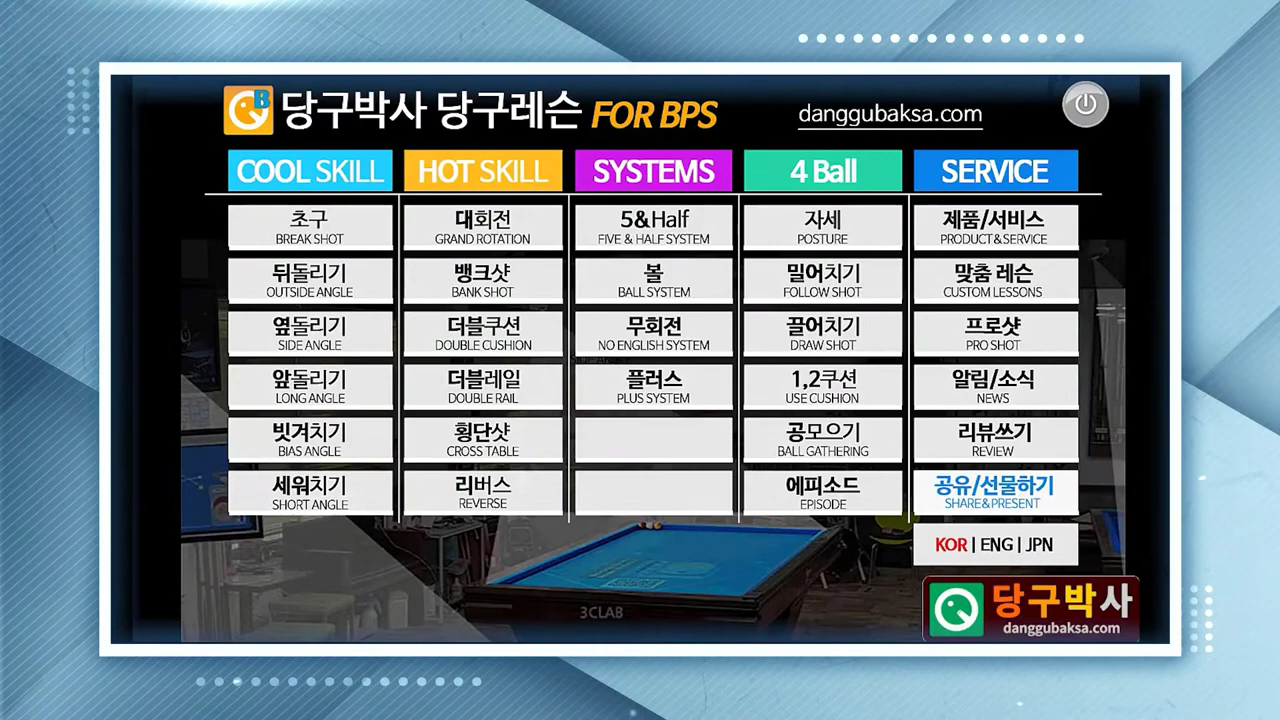 B
당구박사 당구레슨 FOR BPS
danggubaksa.com
COOL SKILL
HOT SKILL
SYSTEMS
4 Ball
SERVICE
초구
BREAK SHOT
대회전
GRAND ROTATION
5&Half
FIVE & HALF SYSTEM
자세
POSTURE
제품/서비스
PRODUCT&SERVICE
뒤돌리기
OUTSIDE ANGLE
뱅크샷
BANK SHOT
볼
BALL SYSTEM
밀어치기
FOLLOW SHOT
맞춤 레슨
CUSTOM LESSONS
옆돌리기
SIDE ANGLE
더블쿠션
DOUBLE CUSHION
무회전
NO ENGLISH SYSTEM
끌어치기
DRAW SHOT
프로샷
PRO SHOT
앞돌리기
LONG ANGLE
더블레일
DOUBLE RAIL
플러스
PLUS SYSTEM
1,2쿠션
USE CUSHION
알림/소식
NEWS
빗겨치기
BIAS ANGLE
횡단샷
CROSS TABLE
공모으기
BALL GATHERING
리뷰쓰기
REVIEW
세워치기
SHORT ANGLE
리버스
REVERSE
에피소드
EPISODE
공유/선물하기
SHARE&PRESENT
KOR | ENG | JPN
3CLAB
당구박사
danggubaksa.com